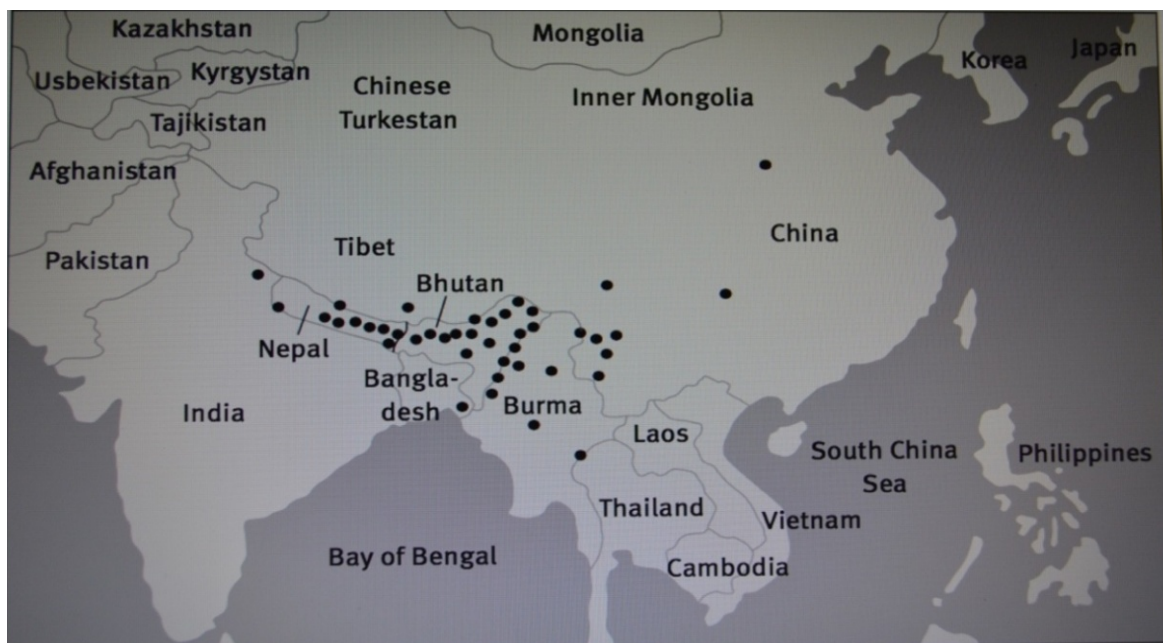 Kazakhstan
Mongolia
Japan
Korea
Usbekistan
Kyrgystan
Chinese
Turkestan
Inner Mongolia
Tajikistan
Afghanistan
China
Tibet
Pakistan
Bhutan
Nepal
Bangla-
desh
India
Burma
Laos
South China
Sea
Philippines
Thailand
Vietnam
Bay of Bengal
Cambodia